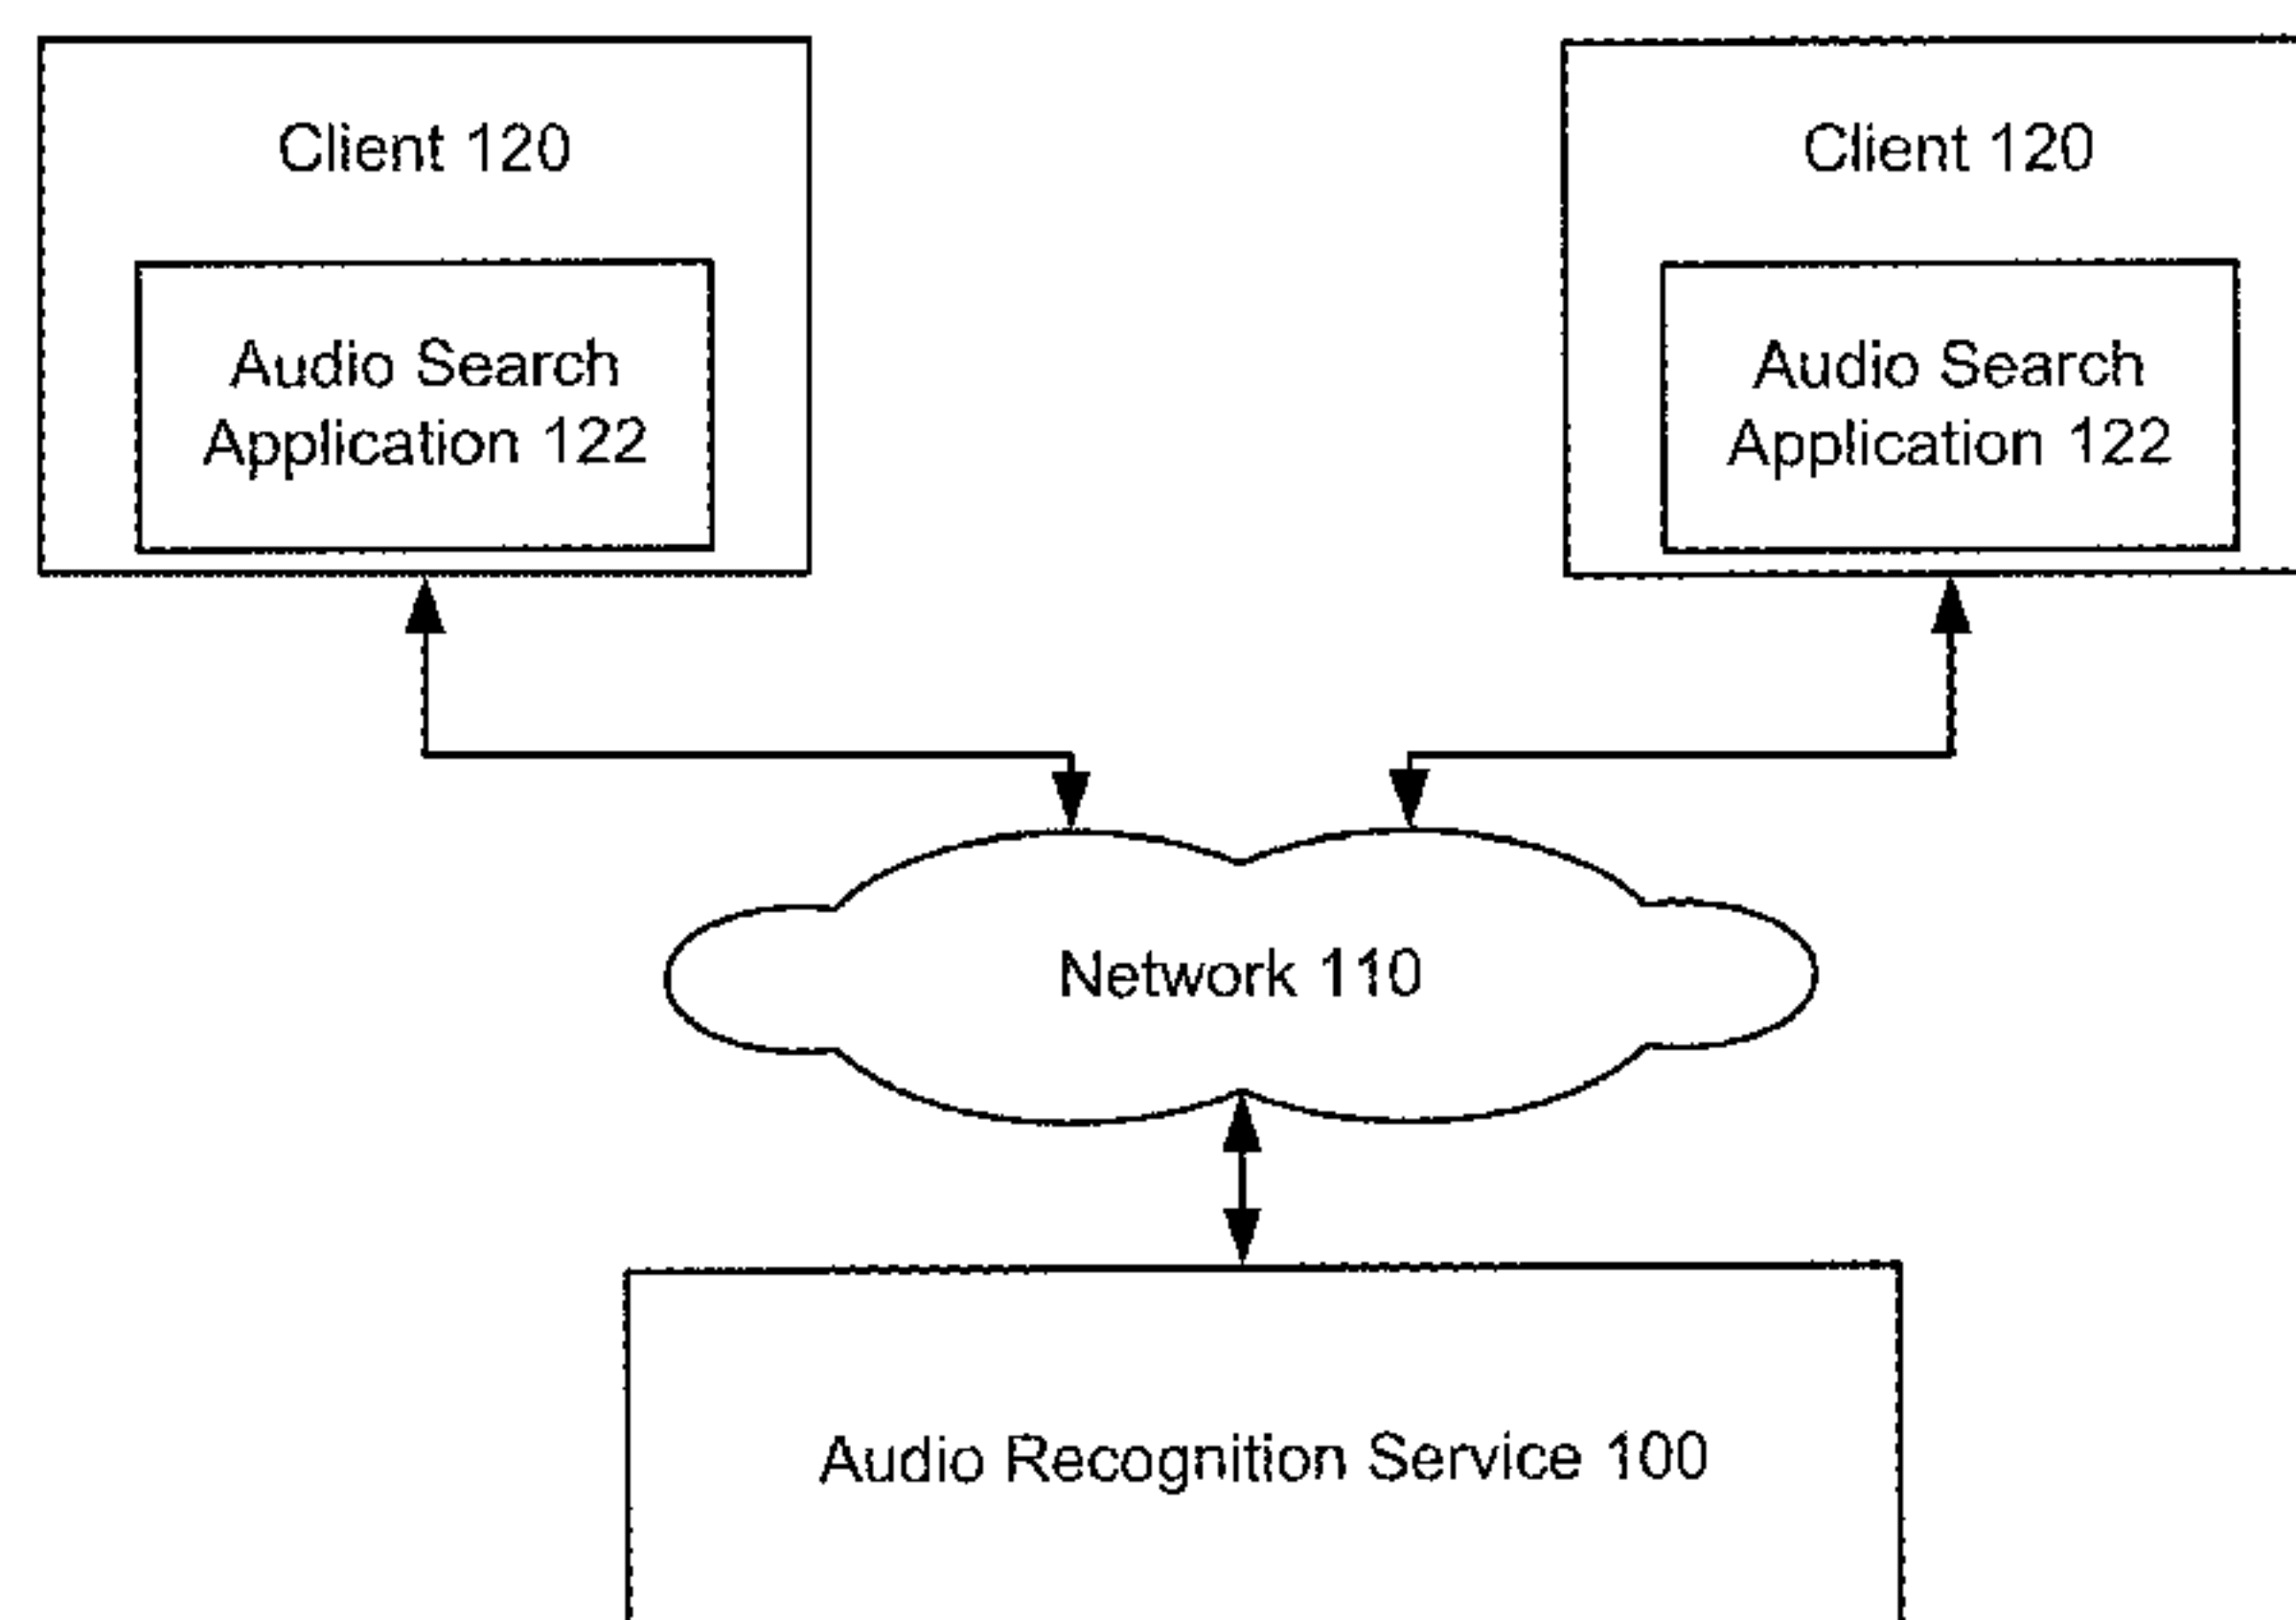 Client 120
Audio Search
Application 122
Client 120
Audio Search
Application 122
Network 110
Audio Recognition Service 100